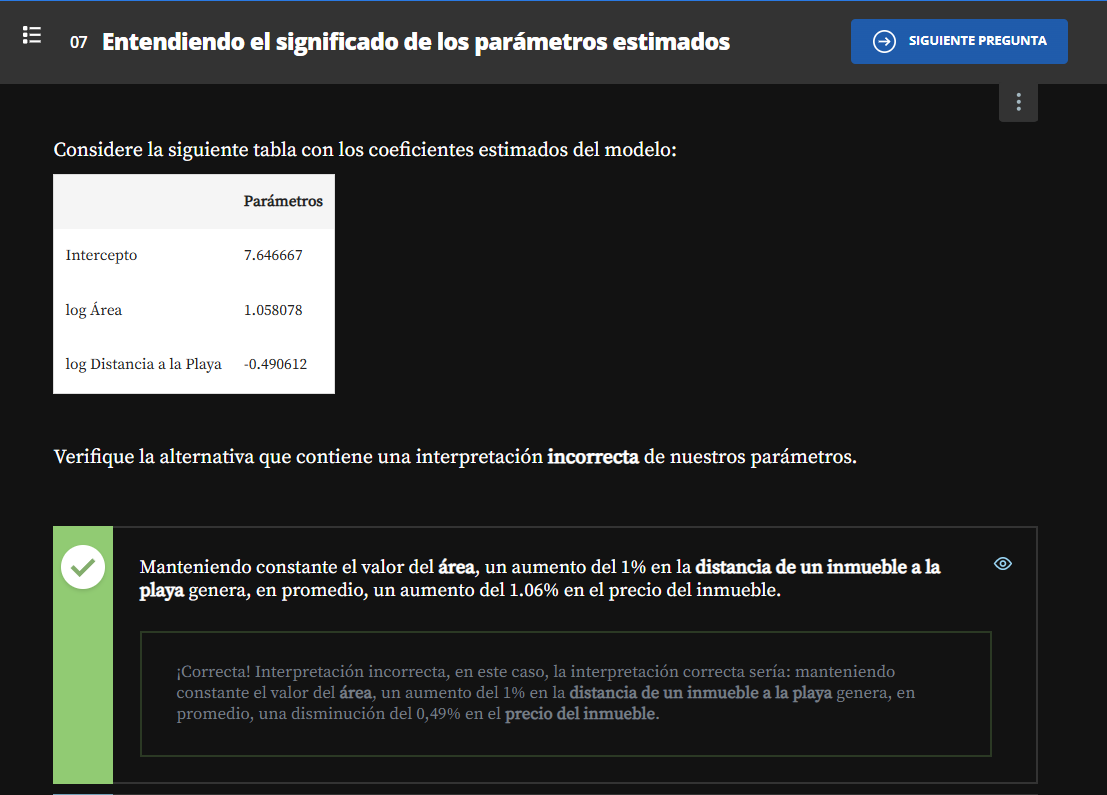 07 Entendiendo el significado de los parámetros estimados
SIGUIENTE PREGUNTA
Considere la siguiente tabla con los coeficientes estimados del modelo:
Parámetros
Intercepto 7.646667
log Área 1.058078
log Distancia a la Playa -0.490612
Verifique la alternativa que contiene una interpretación incorrecta de nuestros parámetros.
Manteniendo constante el valor del área, un aumento del 1% en la distancia de un inmueble a la
playa genera, en promedio, un aumento del 1.06% en el precio del inmueble.
¡Correcta! Interpretación incorrecta, en este caso, la interpretación correcta sería: manteniendo
constante el valor del área, un aumento del 1% en la distancia de un inmueble a la playa genera, en
promedio, una disminución del 0,49% en el precio del inmueble.